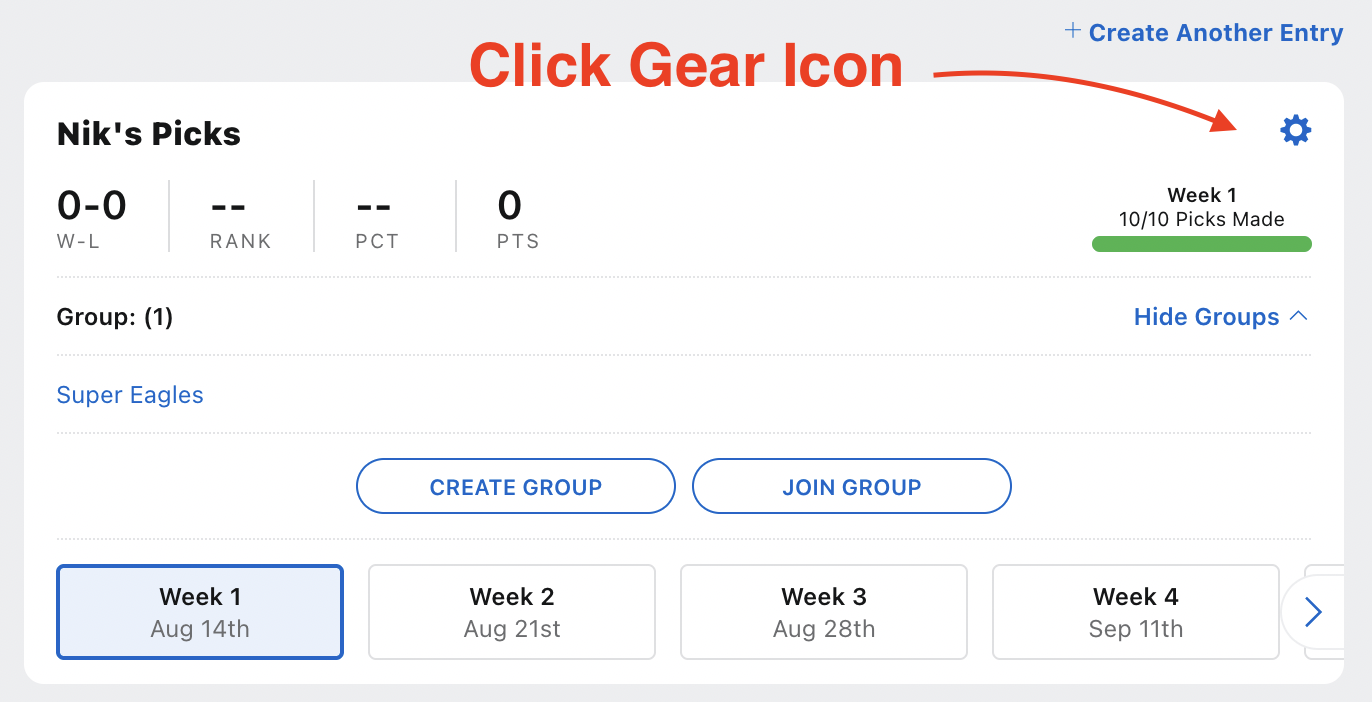 + Create Another Entry
Click Gear Icon
Nik's Picks
0-0 -- -- 0
W-L RANK PCT PTS
Week 1
10/10 Picks Made
Group: (1) Hide Groups
Super Eagles
CREATE GROUP JOIN GROUP
Week 1 Week 2 Week 3 Week 4
Aug 14th Aug 21st Aug 28th Sep 11th